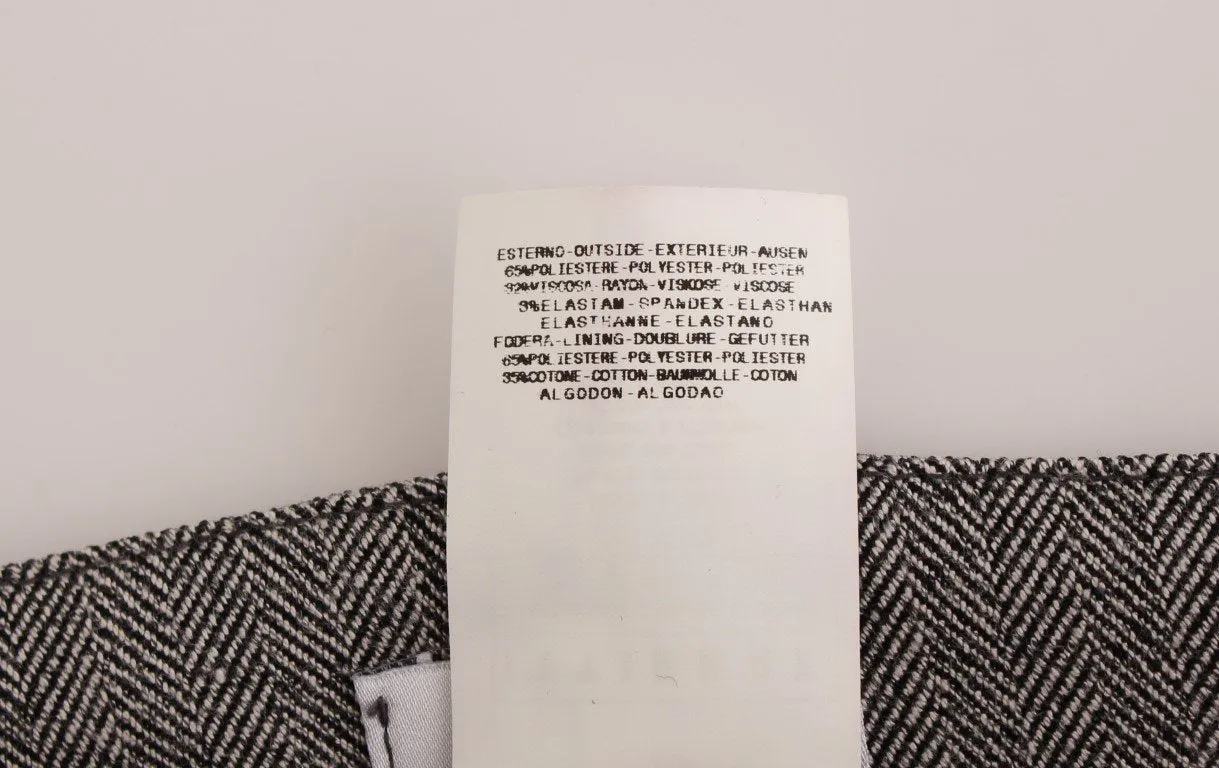 ESTERNO-OUTSIDE-EXTERIEUR-AUSEN
65%POLIESTERE-POLYESTER-POLIESTER
32%VISCOSA-RAYON-VISKOSE-VISCOSE
3%ELASTAM-SPANDEX-ELASTHAN
ELASTHANNE-ELASTANO
FODERA-LINING-DOUBLURE-GEFUTTER
65%POLIESTERE-POLYESTER-POLIESTER
35%COTONE-COTTON-BAUMWOLLE-COTON
ALGODON-ALGODAO